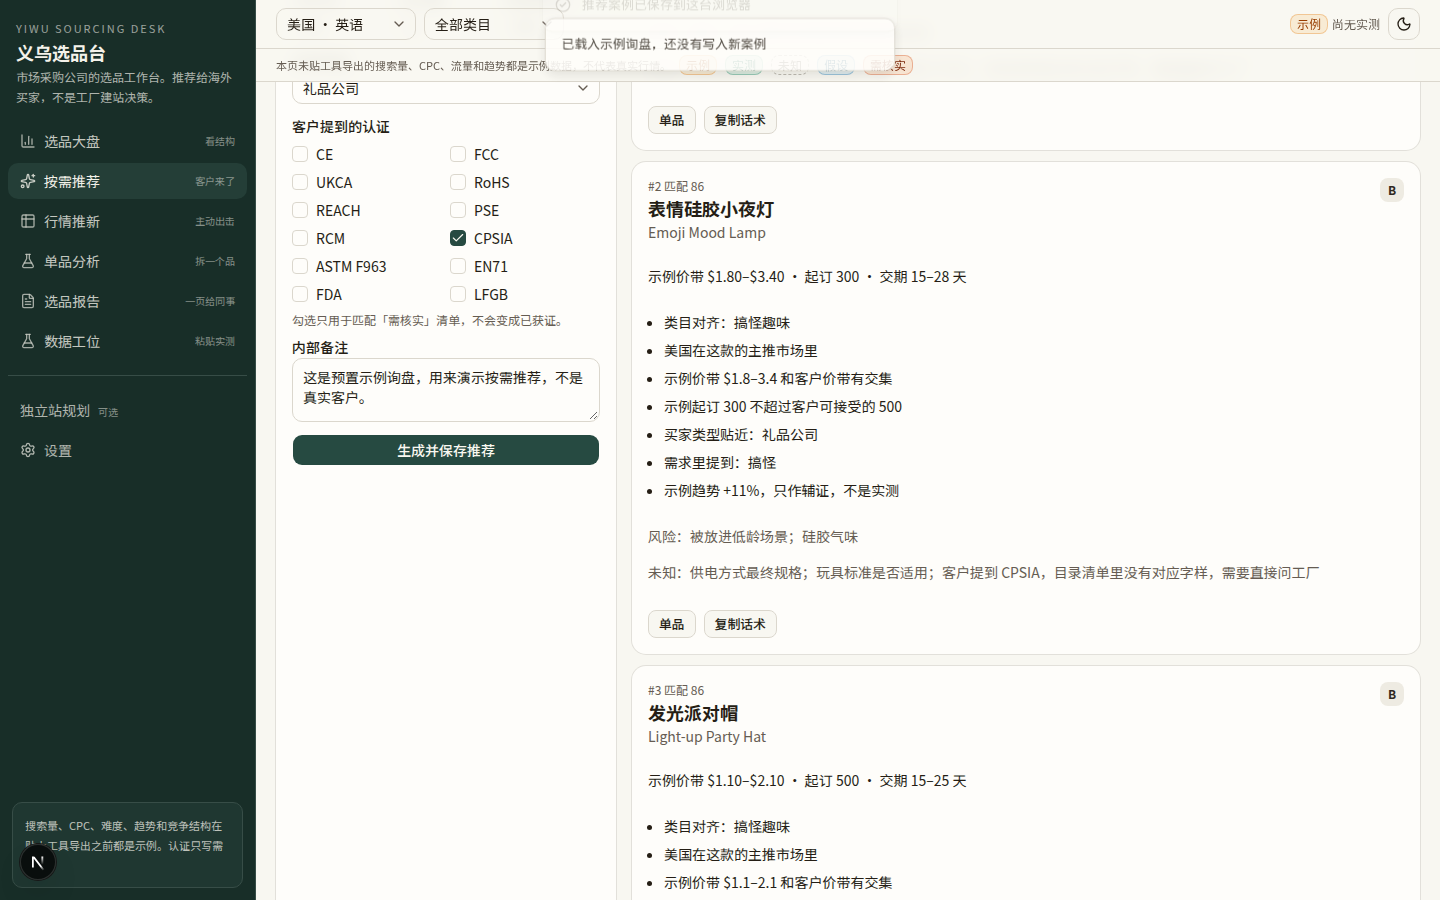 YIWU SOURCING DESK
义乌选品台
市场采购公司的选品工作台。推荐给海外
买家，不是工厂建站决策。
选品大盘 看结构
按需推荐 客户来了
行情推新 主动出击
单品分析 拆一个品
选品报告 一页给同事
数据工位 粘贴实测
独立站规划 可选
设置
搜索量、CPC、难度、趋势和竞争结构在
工具导出之前都是示例。认证只写需
N
美国 · 英语
全部类目
推荐案例已保存到这台浏览器
已载入示例询盘，还没有写入新案例
示例 尚无实测
本页未贴工具导出的搜索量、CPC、流量和趋势都是示例数据，不代表真实行情。 示例 实测 未知 假设 需核实
礼品公司
客户提到的认证
CE
FCC
UKCA
RoHS
REACH
PSE
RCM
CPSIA
ASTM F963
EN71
FDA
LFGB
勾选只用于匹配「需核实」清单，不会变成已获证。
内部备注
这是预置示例询盘，用来演示按需推荐，不是
真实客户。
生成并保存推荐
单品 复制话术
#2 匹配 86
B
表情硅胶小夜灯
Emoji Mood Lamp
示例价带 $1.80–$3.40 · 起订 300 · 交期 15–28 天
类目对齐：搞怪趣味
美国在这款的主推市场里
示例价带 $1.8–3.4 和客户价带有交集
示例起订 300 不超过客户可接受的 500
买家类型贴近：礼品公司
需求里提到：搞怪
示例趋势 +11%，只作辅证，不是实测
风险：被放进低龄场景；硅胶气味
未知：供电方式最终规格；玩具标准是否适用；客户提到 CPSIA，目录清单里没有对应字样，需要直接问工厂
单品 复制话术
#3 匹配 86
B
发光派对帽
Light-up Party Hat
示例价带 $1.10–$2.10 · 起订 500 · 交期 15–25 天
类目对齐：搞怪趣味
美国在这款的主推市场里
示例价带 $1.1–2.1 和客户价带有交集